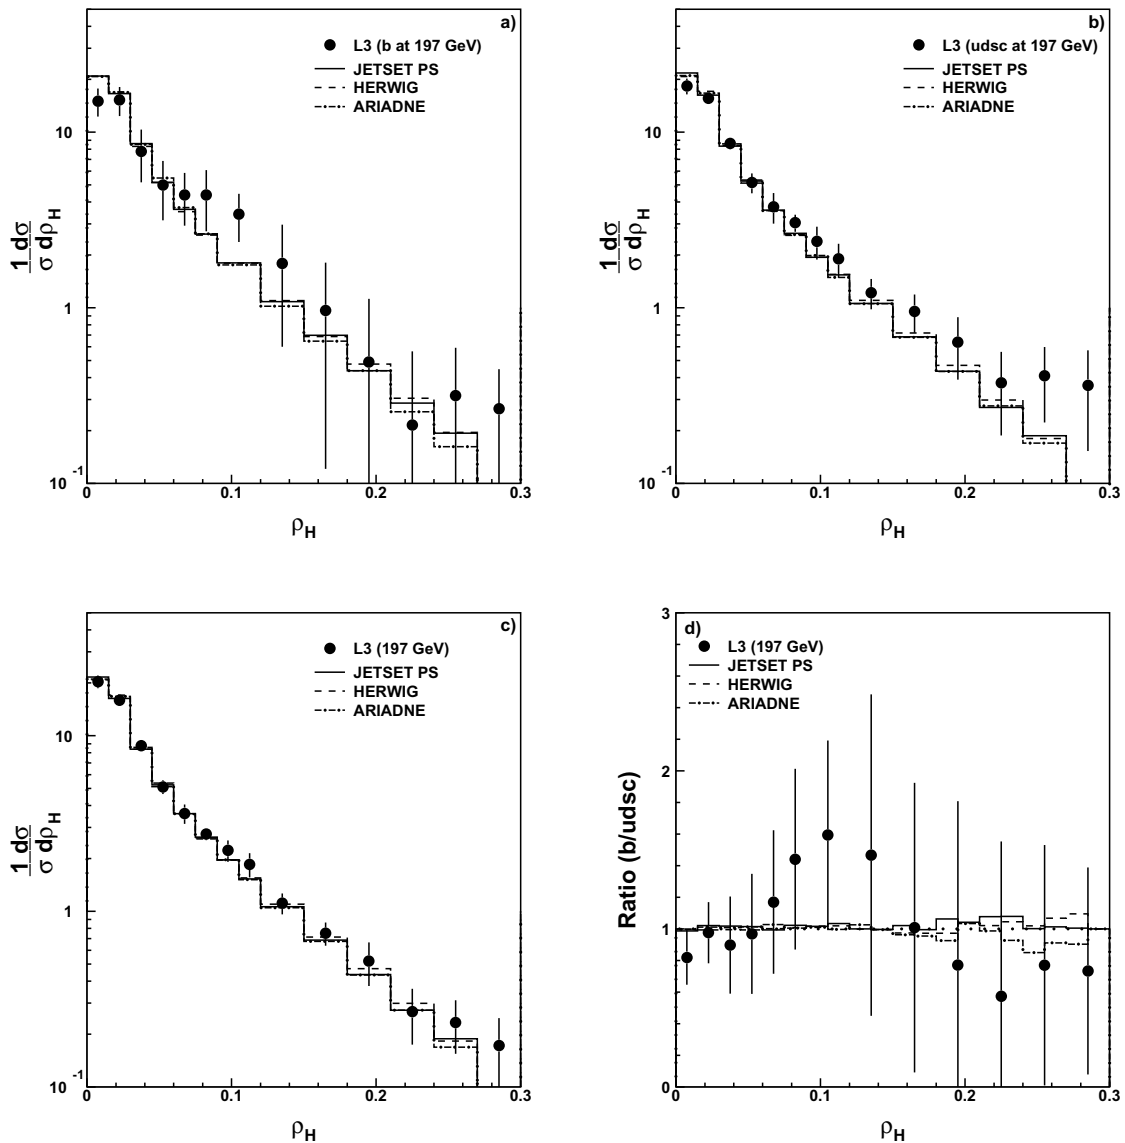 a)
L3 (b at 197 GeV)
JETSET PS
HERWIG
ARIADNE
10
1
10 -1
1 dσ
σ dρH
0 0.1 0.2 0.3
ρH
b)
L3 (udsc at 197 GeV)
JETSET PS
HERWIG
ARIADNE
10
1
10 -1
1 dσ
σ dρH
0 0.1 0.2 0.3
ρH
c)
L3 (197 GeV)
JETSET PS
HERWIG
ARIADNE
10
1
10 -1
1 dσ
σ dρH
0 0.1 0.2 0.3
ρH
d)
L3 (197 GeV)
JETSET PS
HERWIG
ARIADNE
3
2
1
0
Ratio (b/udsc)
0 0.1 0.2 0.3
ρH